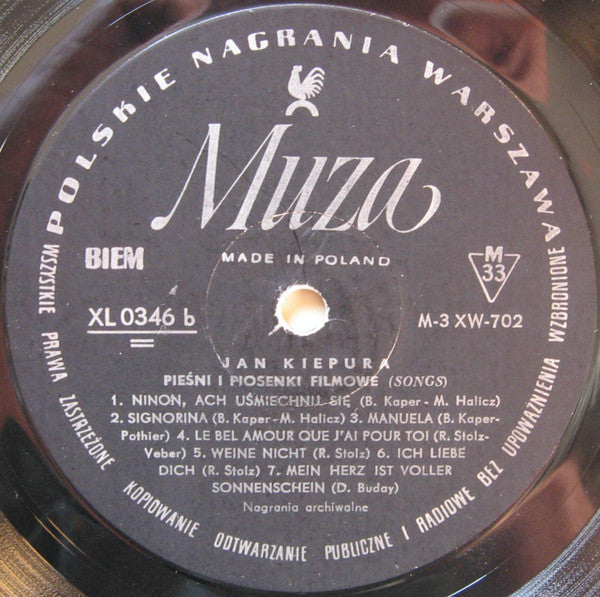 POLSKIE NAGRANIA WARSZAWA
Muza
MADE IN POLAND
BIEM
M
33
XL 0346 b
M-3 XW-702
JAN KIEPURA
PIEŚNI I PIOSENKI FILMOWE (SONGS)
1. NINON, ACH UŚMIECHNIJ SIĘ (B. Kaper - M. Halicz)
2. SIGNORINA (B. Kaper - M. Halicz) 3. MANUELA (B. Kaper-
Pothier) 4. LE BEL AMOUR QUE J'AI POUR TOI (R. Stolz-
Veber) 5. WEINE NICHT (R. Stolz) 6. ICH LIEBE
DICH (R. Stolz) 7. MEIN HERZ IST VOLLER
SONNENSCHEIN (D. Buday)
Nagrania archiwalne
WSZYSTKIE PRAWA ZASTRZEŻONE KOPIOWANIE ODTWARZANIE PUBLICZNE I RADIOWE BEZ UPOWAŻNIENIA WZBRONIONE